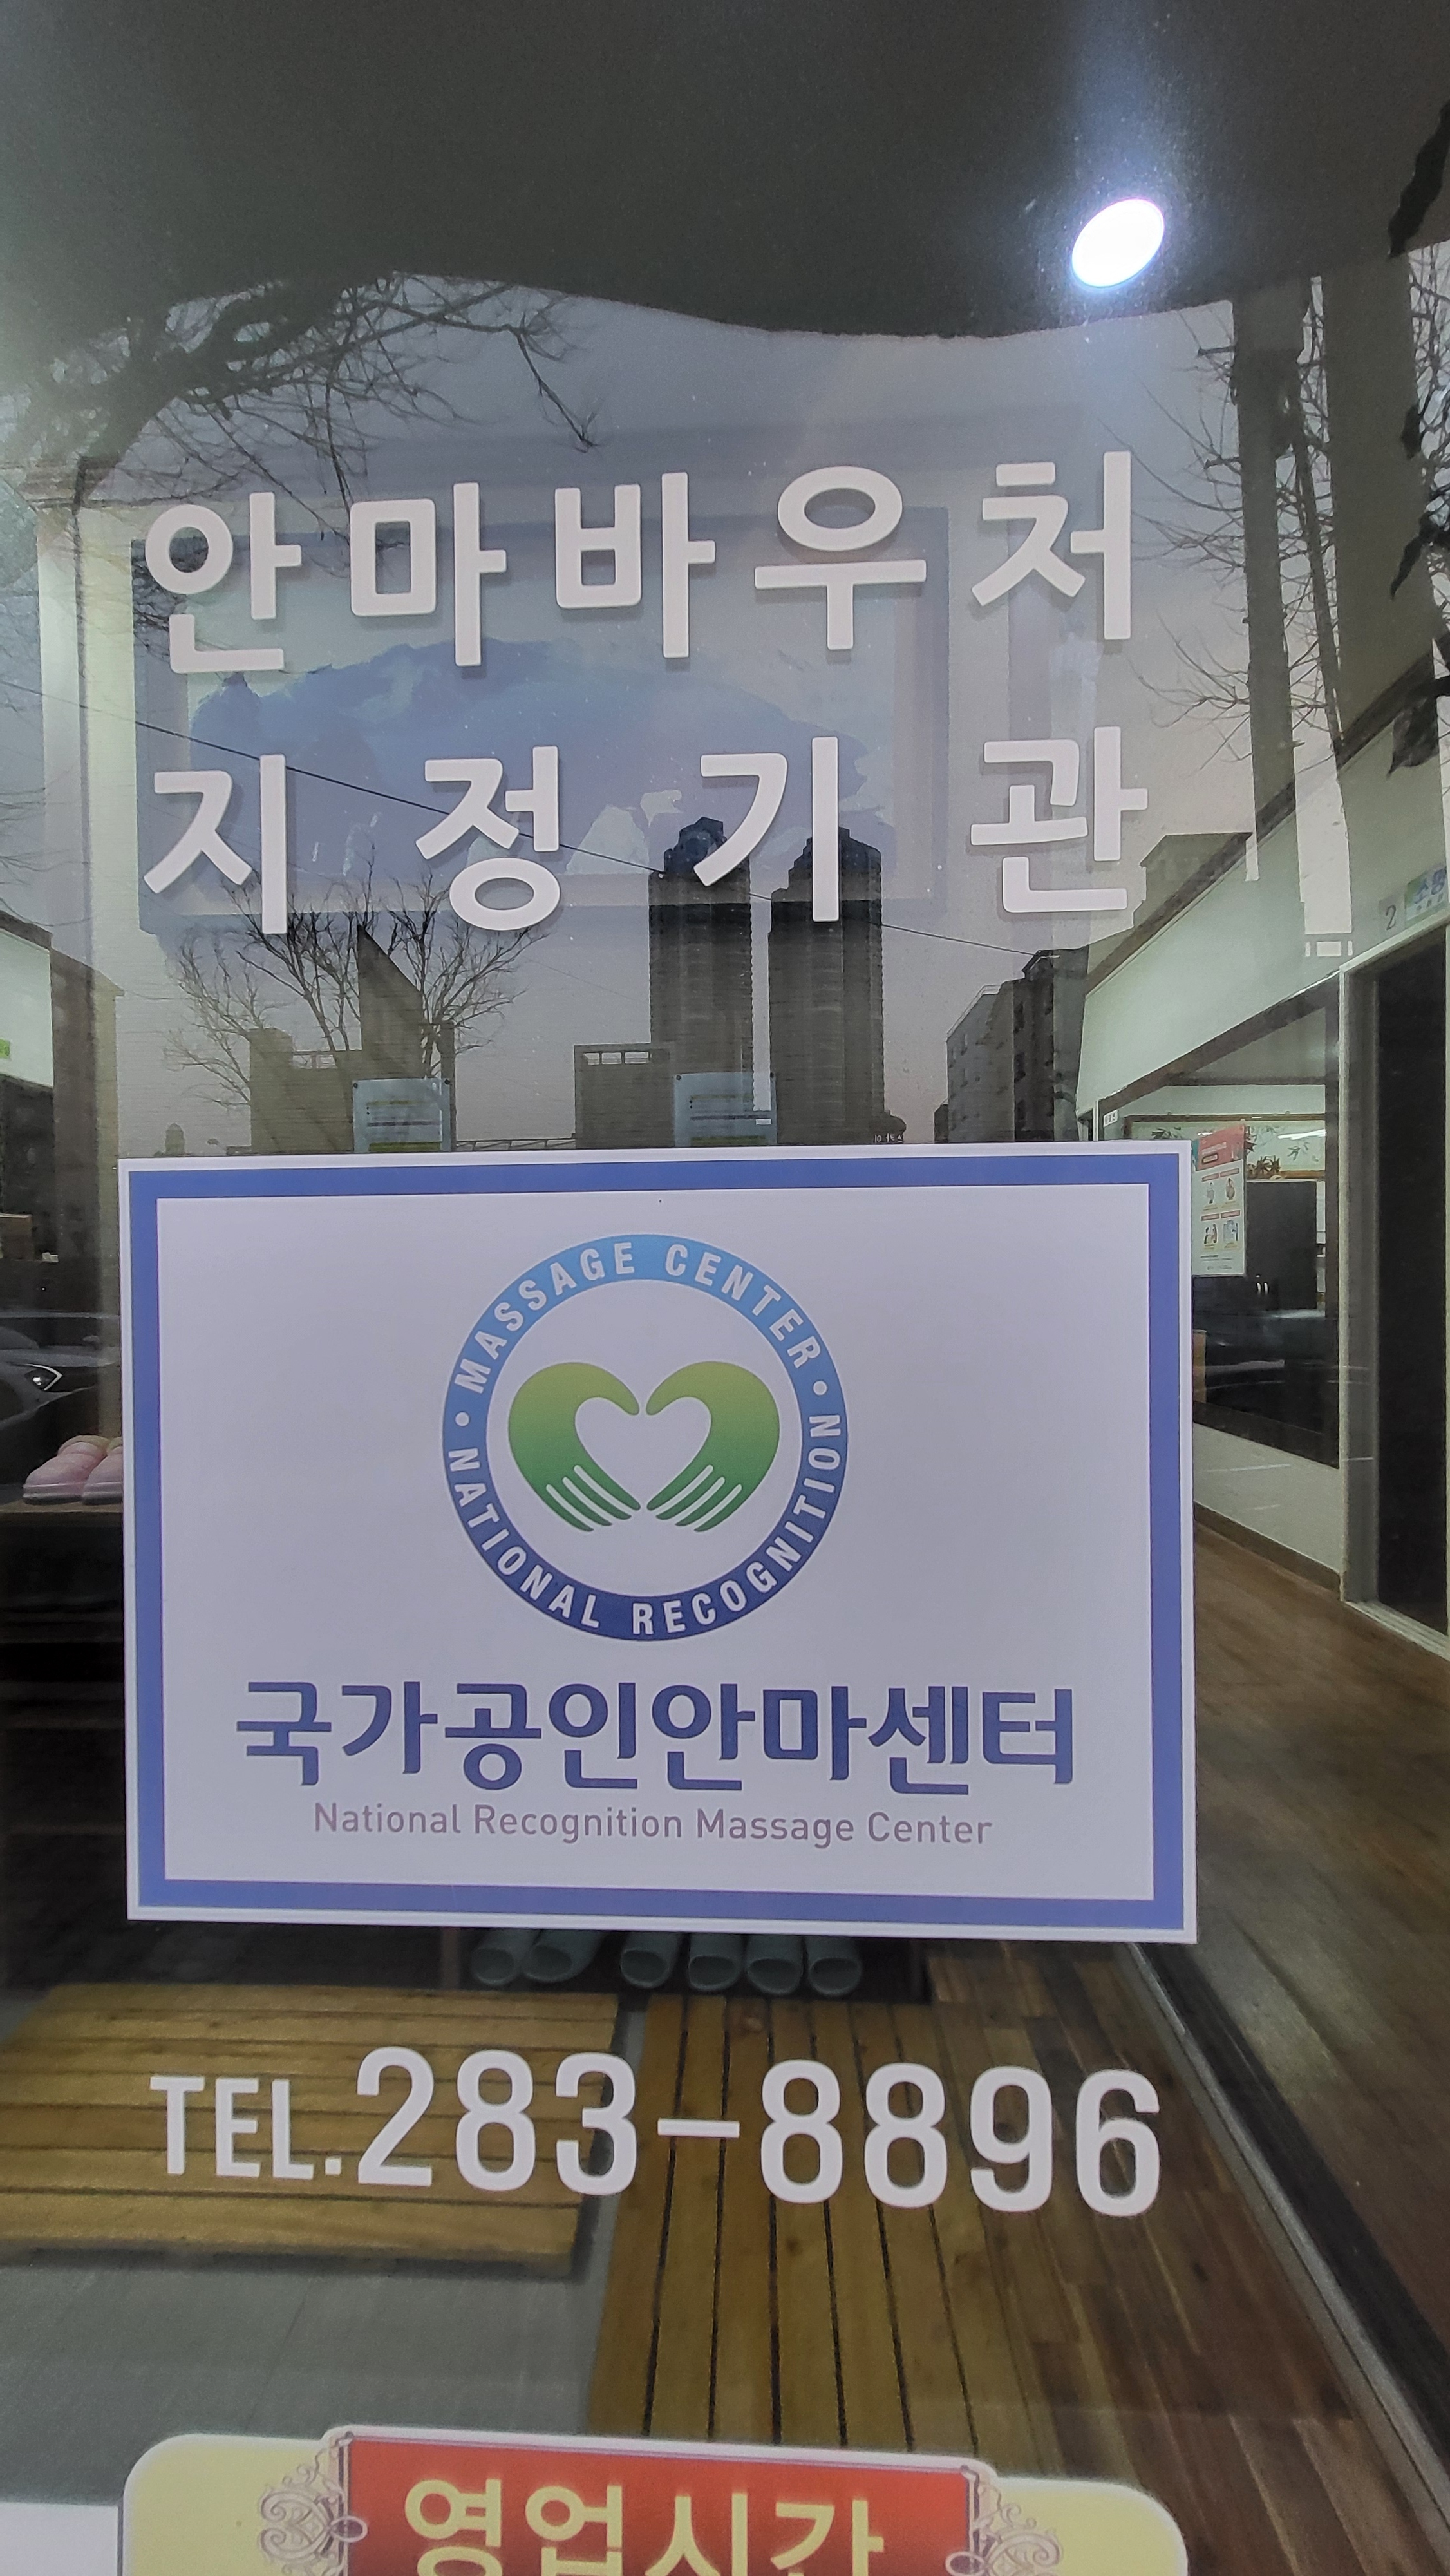 안마바우처
지정기관
MASSAGE CENTER
NATIONAL RECOGNITION
국가공인안마센터
National Recognition Massage Center
TEL.283-8896
영업시간
2